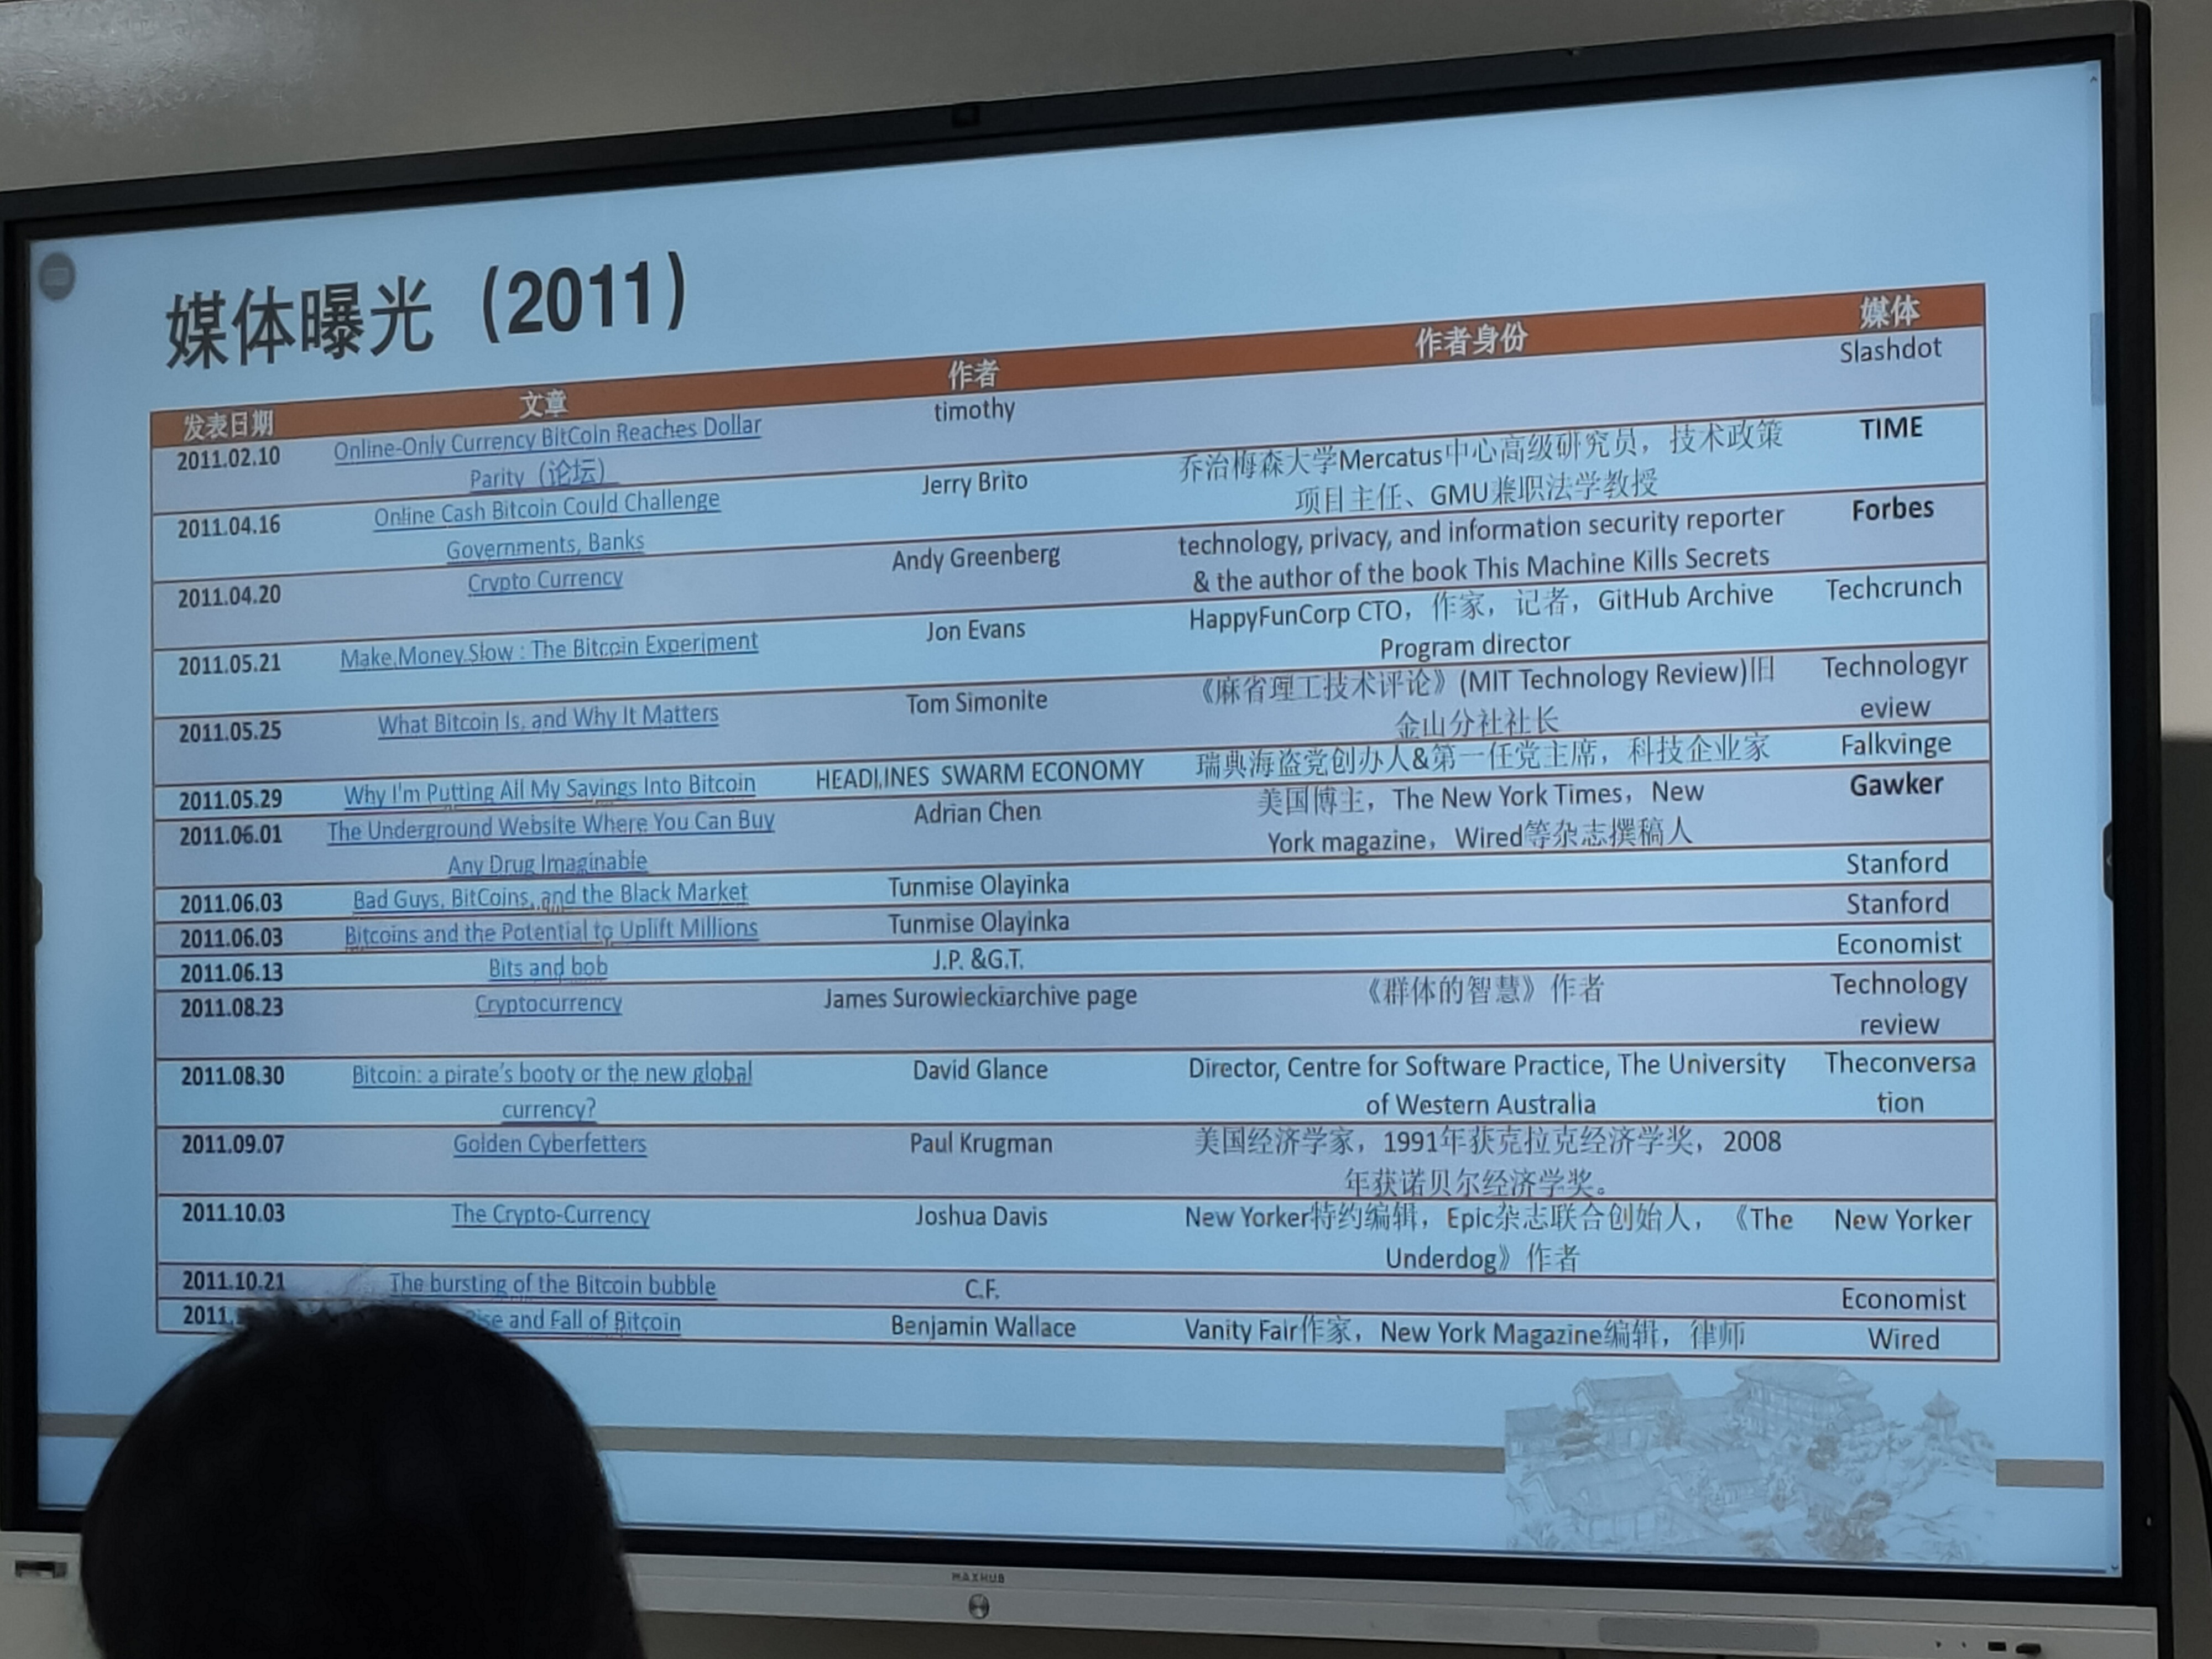 媒体曝光（2011）
发表日期 文章 作者 作者身份 媒体
2011.02.10 Online-Only Currency BitCoin Reaches Dollar timothy Slashdot
Parity（论坛）
2011.04.16 Online Cash Bitcoin Could Challenge Jerry Brito 乔治梅森大学Mercatus中心高级研究员，技术政策 TIME
Governments, Banks 项目主任、GMU兼职法学教授
2011.04.20 Crypto Currency Andy Greenberg technology, privacy, and information security reporter Forbes
& the author of the book This Machine Kills Secrets
2011.05.21 Make Money Slow : The Bitcoin Experiment Jon Evans HappyFunCorp CTO，作家，记者，GitHub Archive Techcrunch
Program director
2011.05.25 What Bitcoin Is, and Why It Matters Tom Simonite 《麻省理工技术评论》(MIT Technology Review)旧 Technologyr
金山分社社长 eview
2011.05.29 Why I'm Putting All My Savings Into Bitcoin HEADLINES SWARM ECONOMY 瑞典海盗党创办人&第一任党主席，科技企业家 Falkvinge
2011.06.01 The Underground Website Where You Can Buy Adrian Chen 美国博主，The New York Times，New Gawker
Any Drug Imaginable York magazine，Wired等杂志撰稿人
2011.06.03 Bad Guys, BitCoins, and the Black Market Tunmise Olayinka Stanford
2011.06.03 Bitcoins and the Potential to Uplift Millions Tunmise Olayinka Stanford
2011.06.13 Bits and bob J.P. &G.T. Economist
2011.08.23 Cryptocurrency James Surowieckiarchive page 《群体的智慧》作者 Technology
review
2011.08.30 Bitcoin: a pirate's booty or the new global David Glance Director, Centre for Software Practice, The University Theconversa
currency? of Western Australia tion
2011.09.07 Golden Cyberfetters Paul Krugman 美国经济学家，1991年获克拉克经济学奖，2008
年获诺贝尔经济学奖。
2011.10.03 The Crypto-Currency Joshua Davis New Yorker特约编辑，Epic杂志联合创始人，《The New Yorker
Underdog》作者
2011.10.21 The bursting of the Bitcoin bubble C.F. Economist
2011. and Fall of Bitcoin Benjamin Wallace Vanity Fair作家，New York Magazine编辑，律师 Wired
MAXHUB